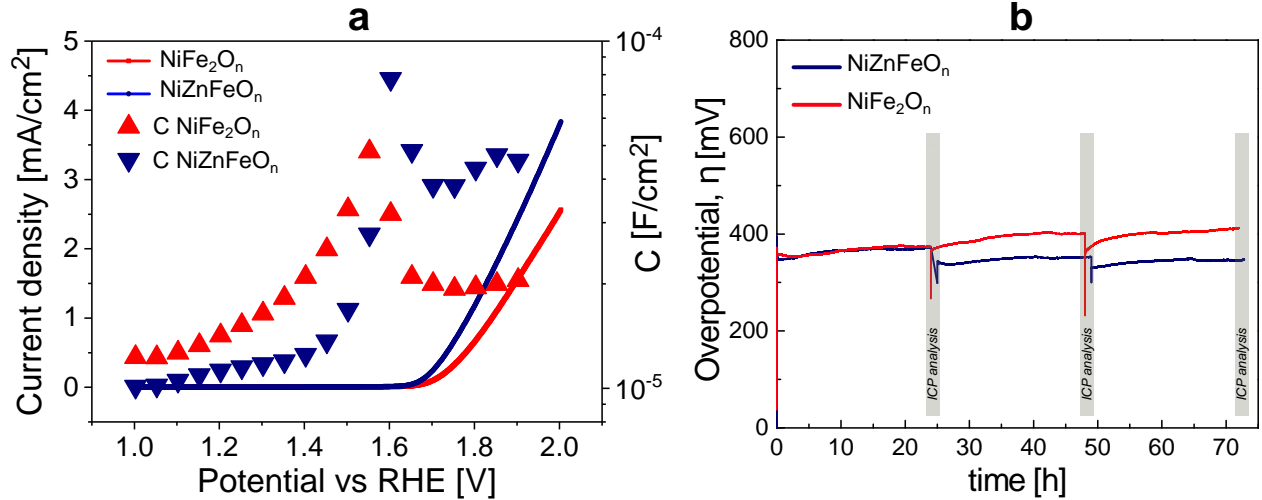 a
Current density [mA/cm²]
5
4
3
2
1
0
NiFe₂Oₙ
NiZnFeOₙ
C NiFe₂Oₙ
C NiZnFeOₙ
10⁻⁴
10⁻⁵
C [F/cm²]
1.0 1.2 1.4 1.6 1.8 2.0
Potential vs RHE [V]
b
Overpotential, η [mV]
800
600
400
200
0
NiZnFeOₙ
NiFe₂Oₙ
ICP analysis
ICP analysis
ICP analysis
0 10 20 30 40 50 60 70
time [h]